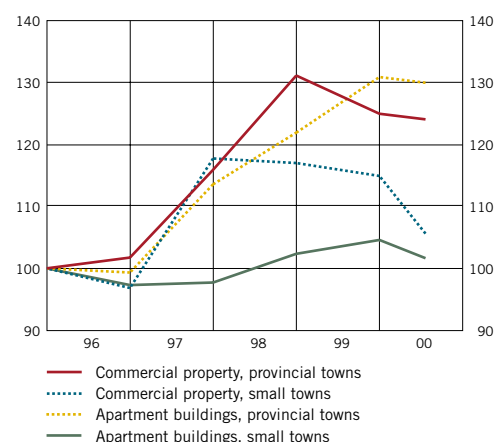 140 140
130 130
120 120
110 110
100 100
90 90
96 97 98 99 00
Commercial property, provincial towns
Commercial property, small towns
Apartment buildings, provincial towns
Apartment buildings, small towns